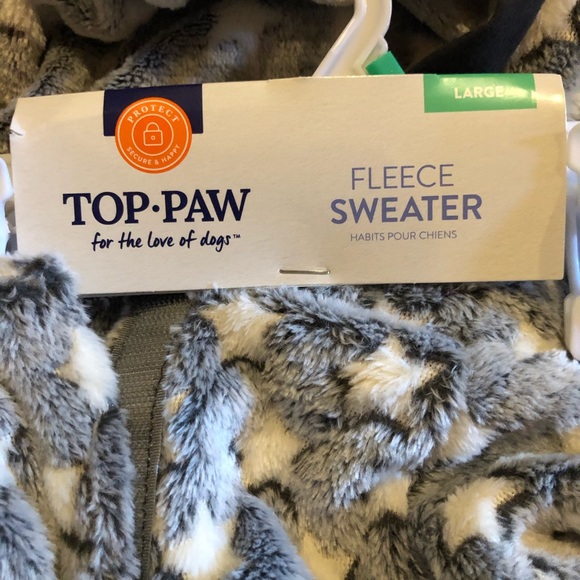 PROTECT
SECURE & HAPPY
LARGE
TOP·PAW
for the love of dogs™
FLEECE
SWEATER
HABITS POUR CHIENS